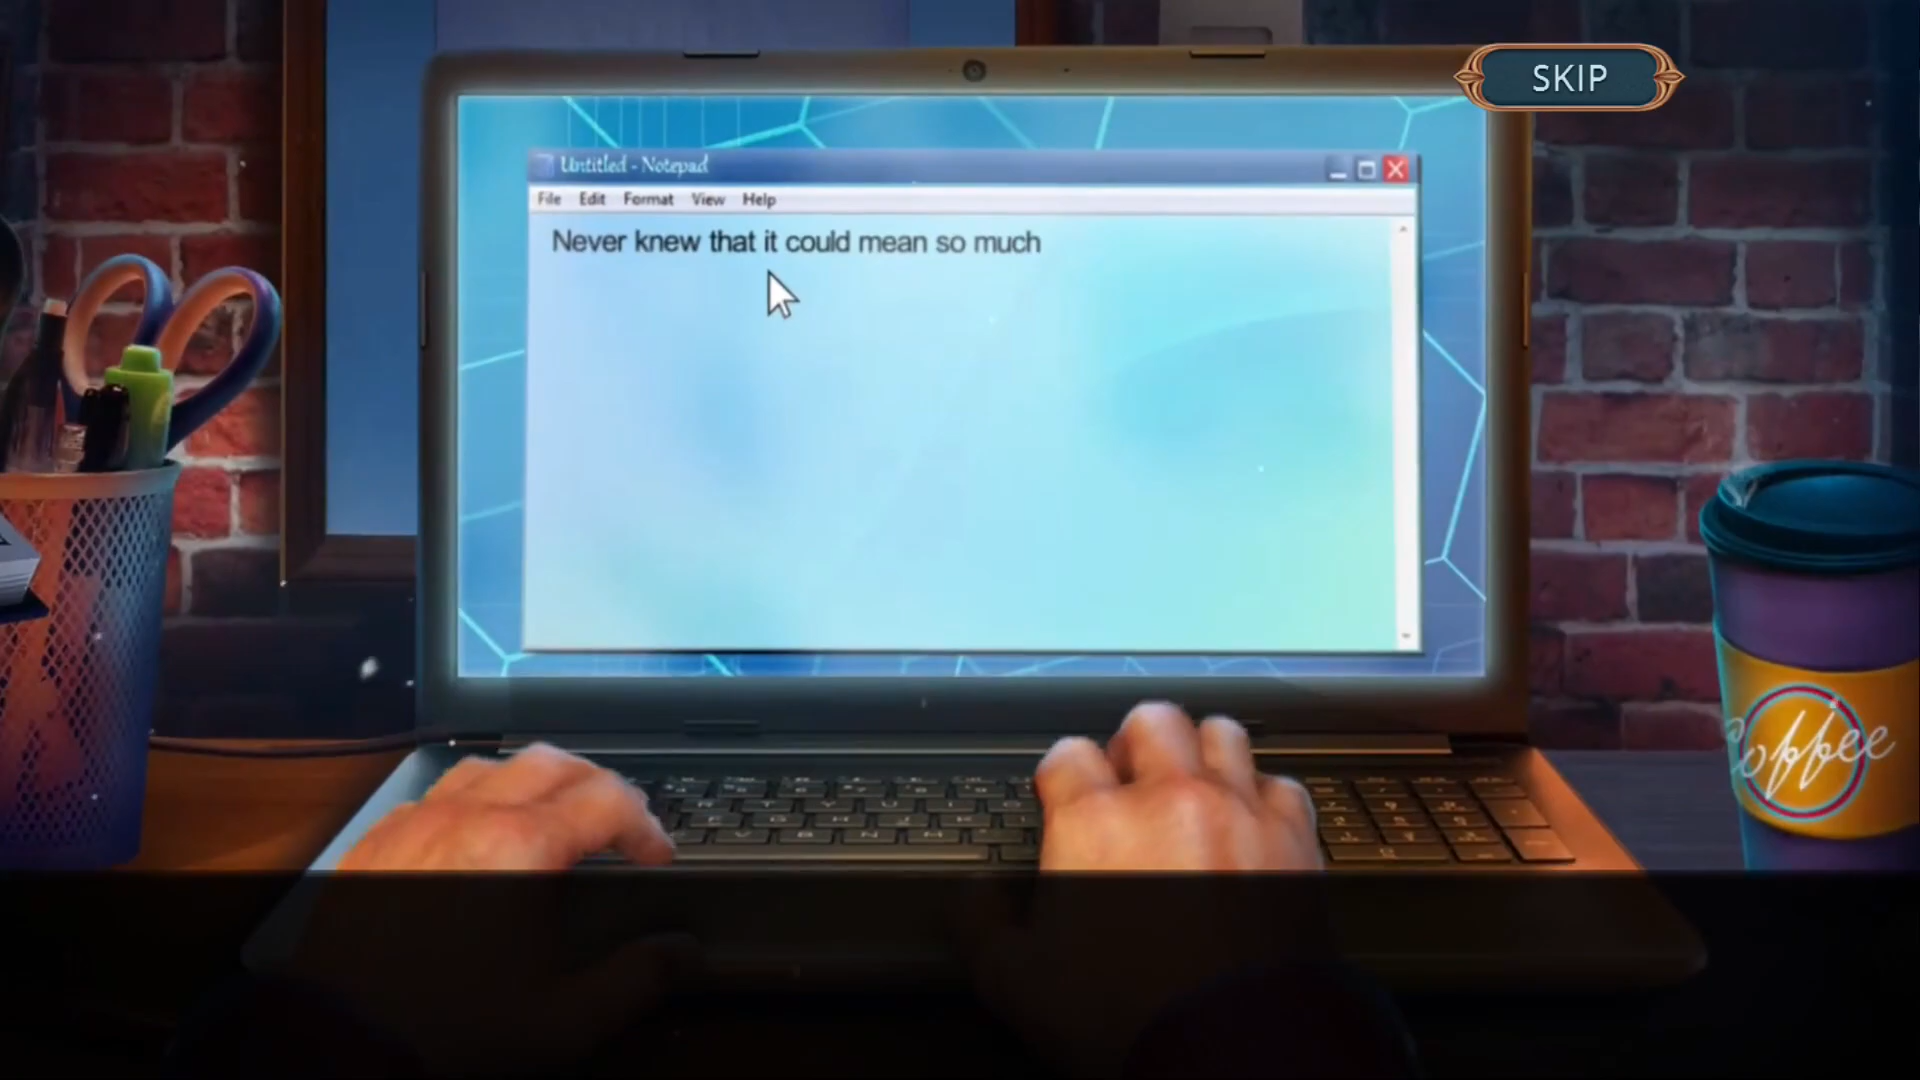 SKIP
Untitled - Notepad
File Edit Format View Help
Never knew that it could mean so much
Coffee